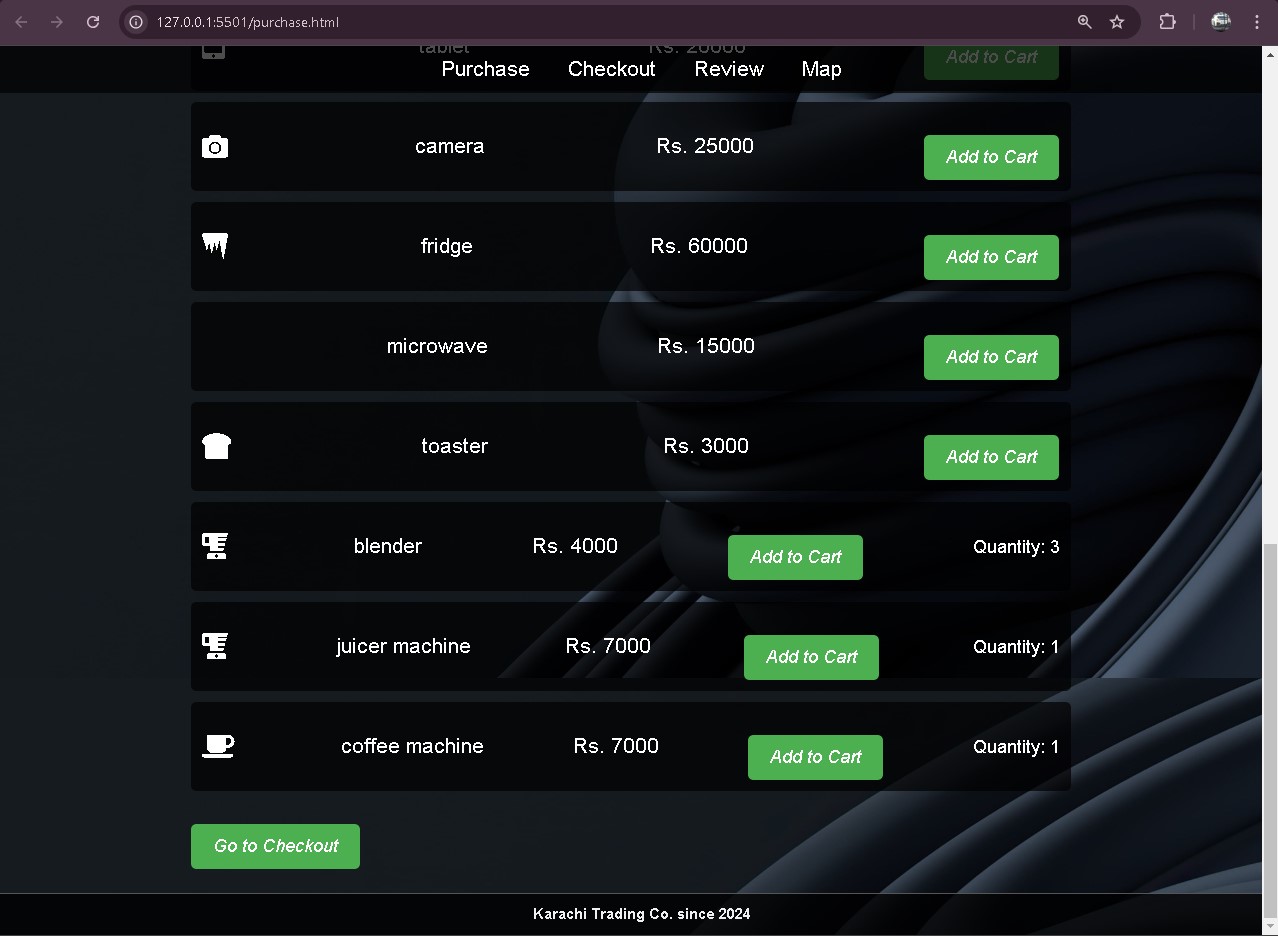 127.0.0.1:5501/purchase.html
tablet Rs. 20000 Add to Cart
Purchase Checkout Review Map
camera Rs. 25000 Add to Cart
fridge Rs. 60000 Add to Cart
microwave Rs. 15000 Add to Cart
toaster Rs. 3000 Add to Cart
blender Rs. 4000 Add to Cart Quantity: 3
juicer machine Rs. 7000 Add to Cart Quantity: 1
coffee machine Rs. 7000 Add to Cart Quantity: 1
Go to Checkout
Karachi Trading Co. since 2024